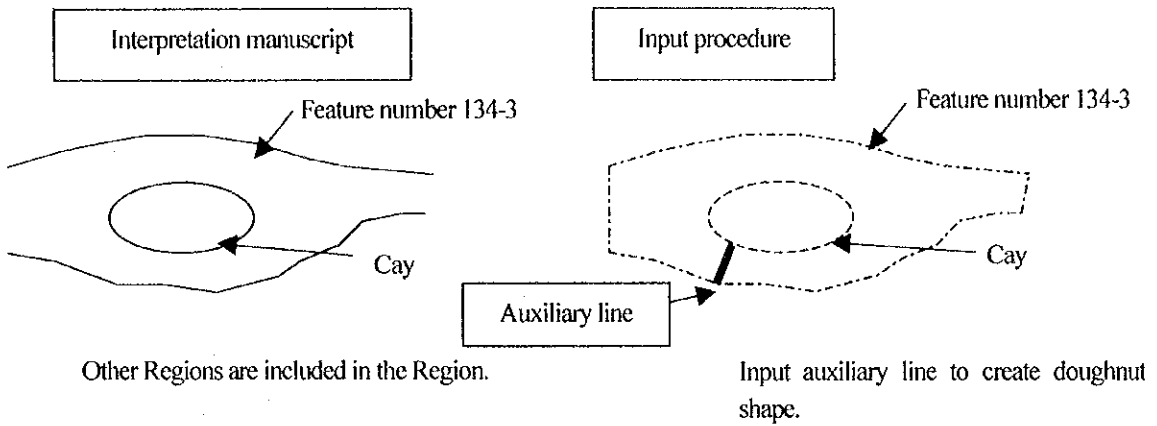 Interpretation manuscript
Input procedure
Feature number 134-3
Feature number 134-3
Cay
Cay
Auxiliary line
Other Regions are included in the Region.
Input auxiliary line to create doughnut
shape.